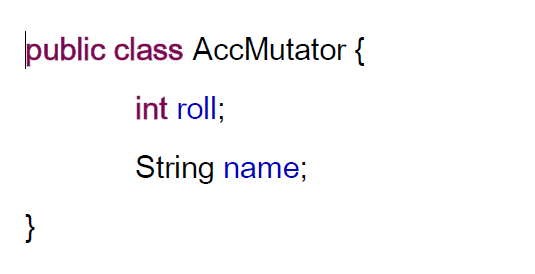 public class AccMutator {
int roll;
String name;
}